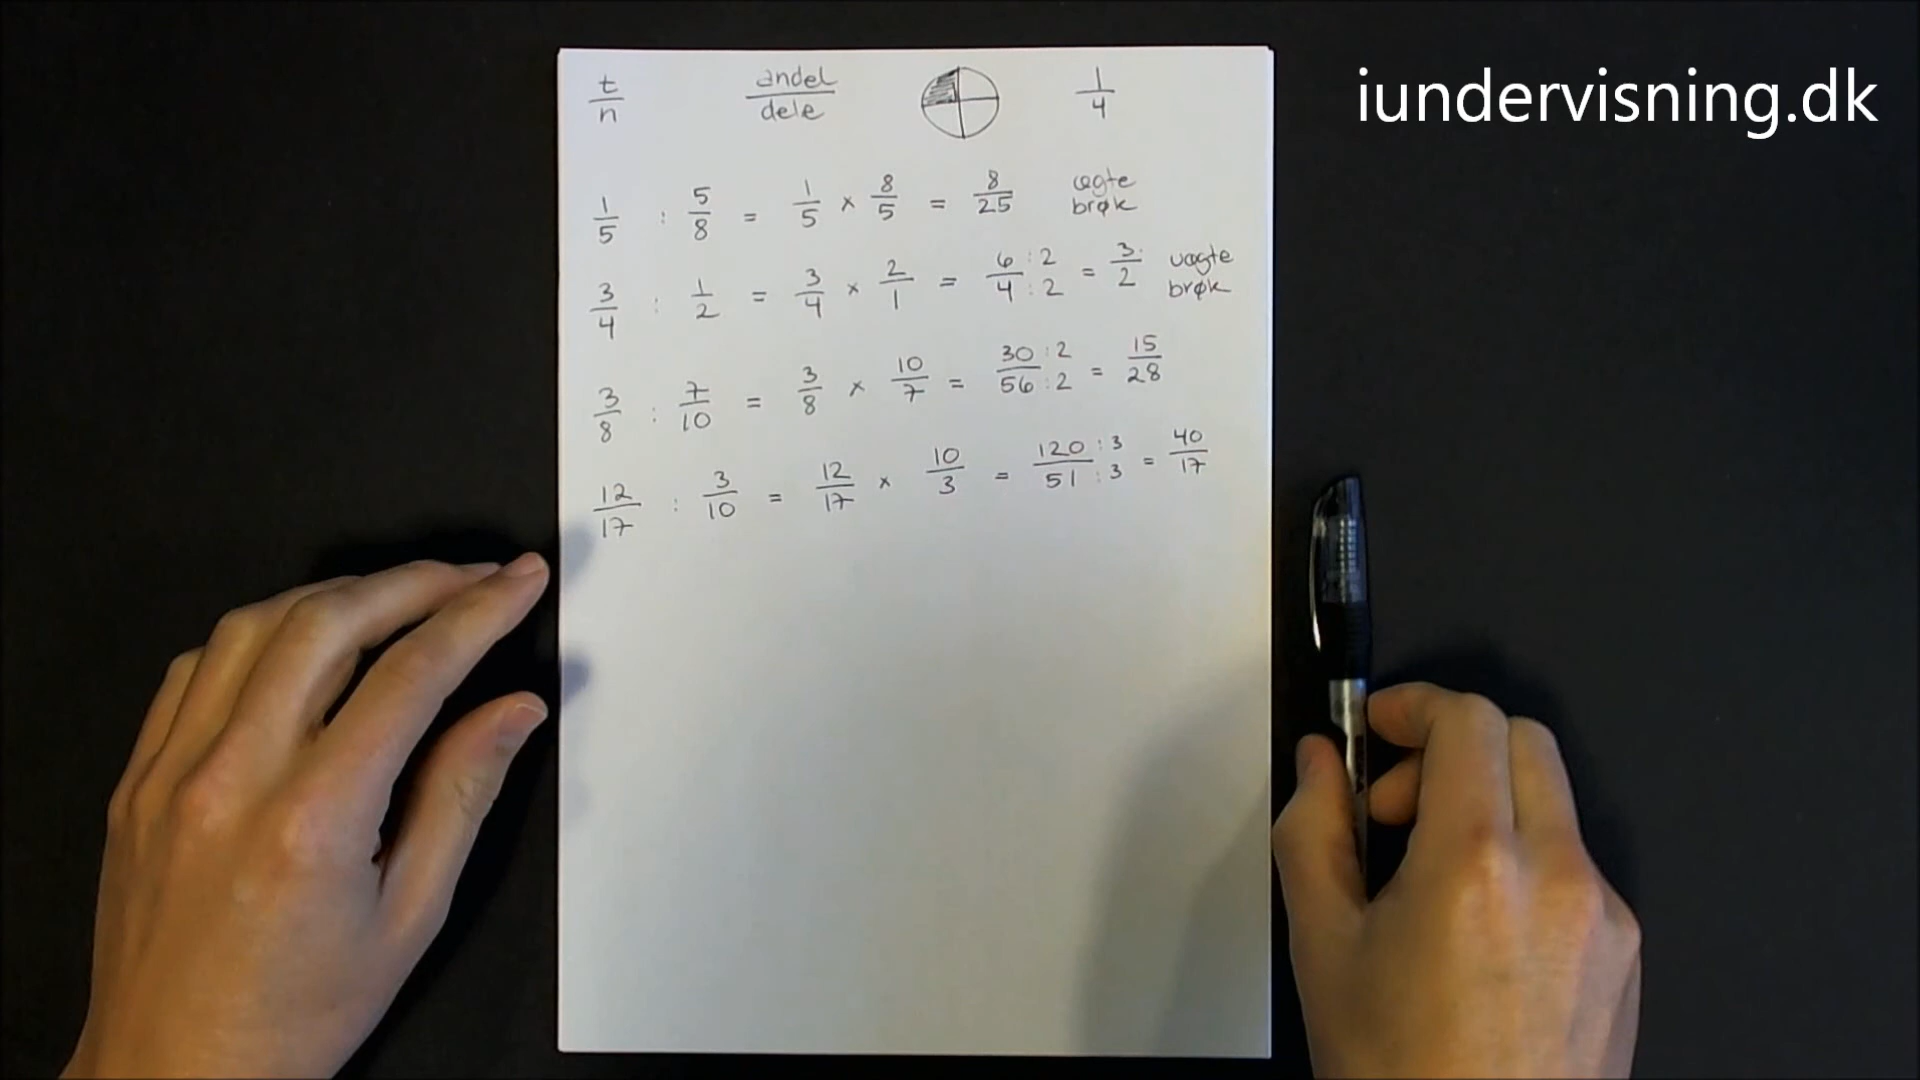 iundervisning.dk
t/n andel/dele 1/4
1/5 : 5/8 = 1/5 × 8/5 = 8/25 ægte brøk
3/4 : 1/2 = 3/4 × 2/1 = 6:2/4:2 = 3/2 uægte brøk
3/8 : 7/10 = 3/8 × 10/7 = 30:2/56:2 = 15/28
12/17 : 3/10 = 12/17 × 10/3 = 120:3/51:3 = 40/17